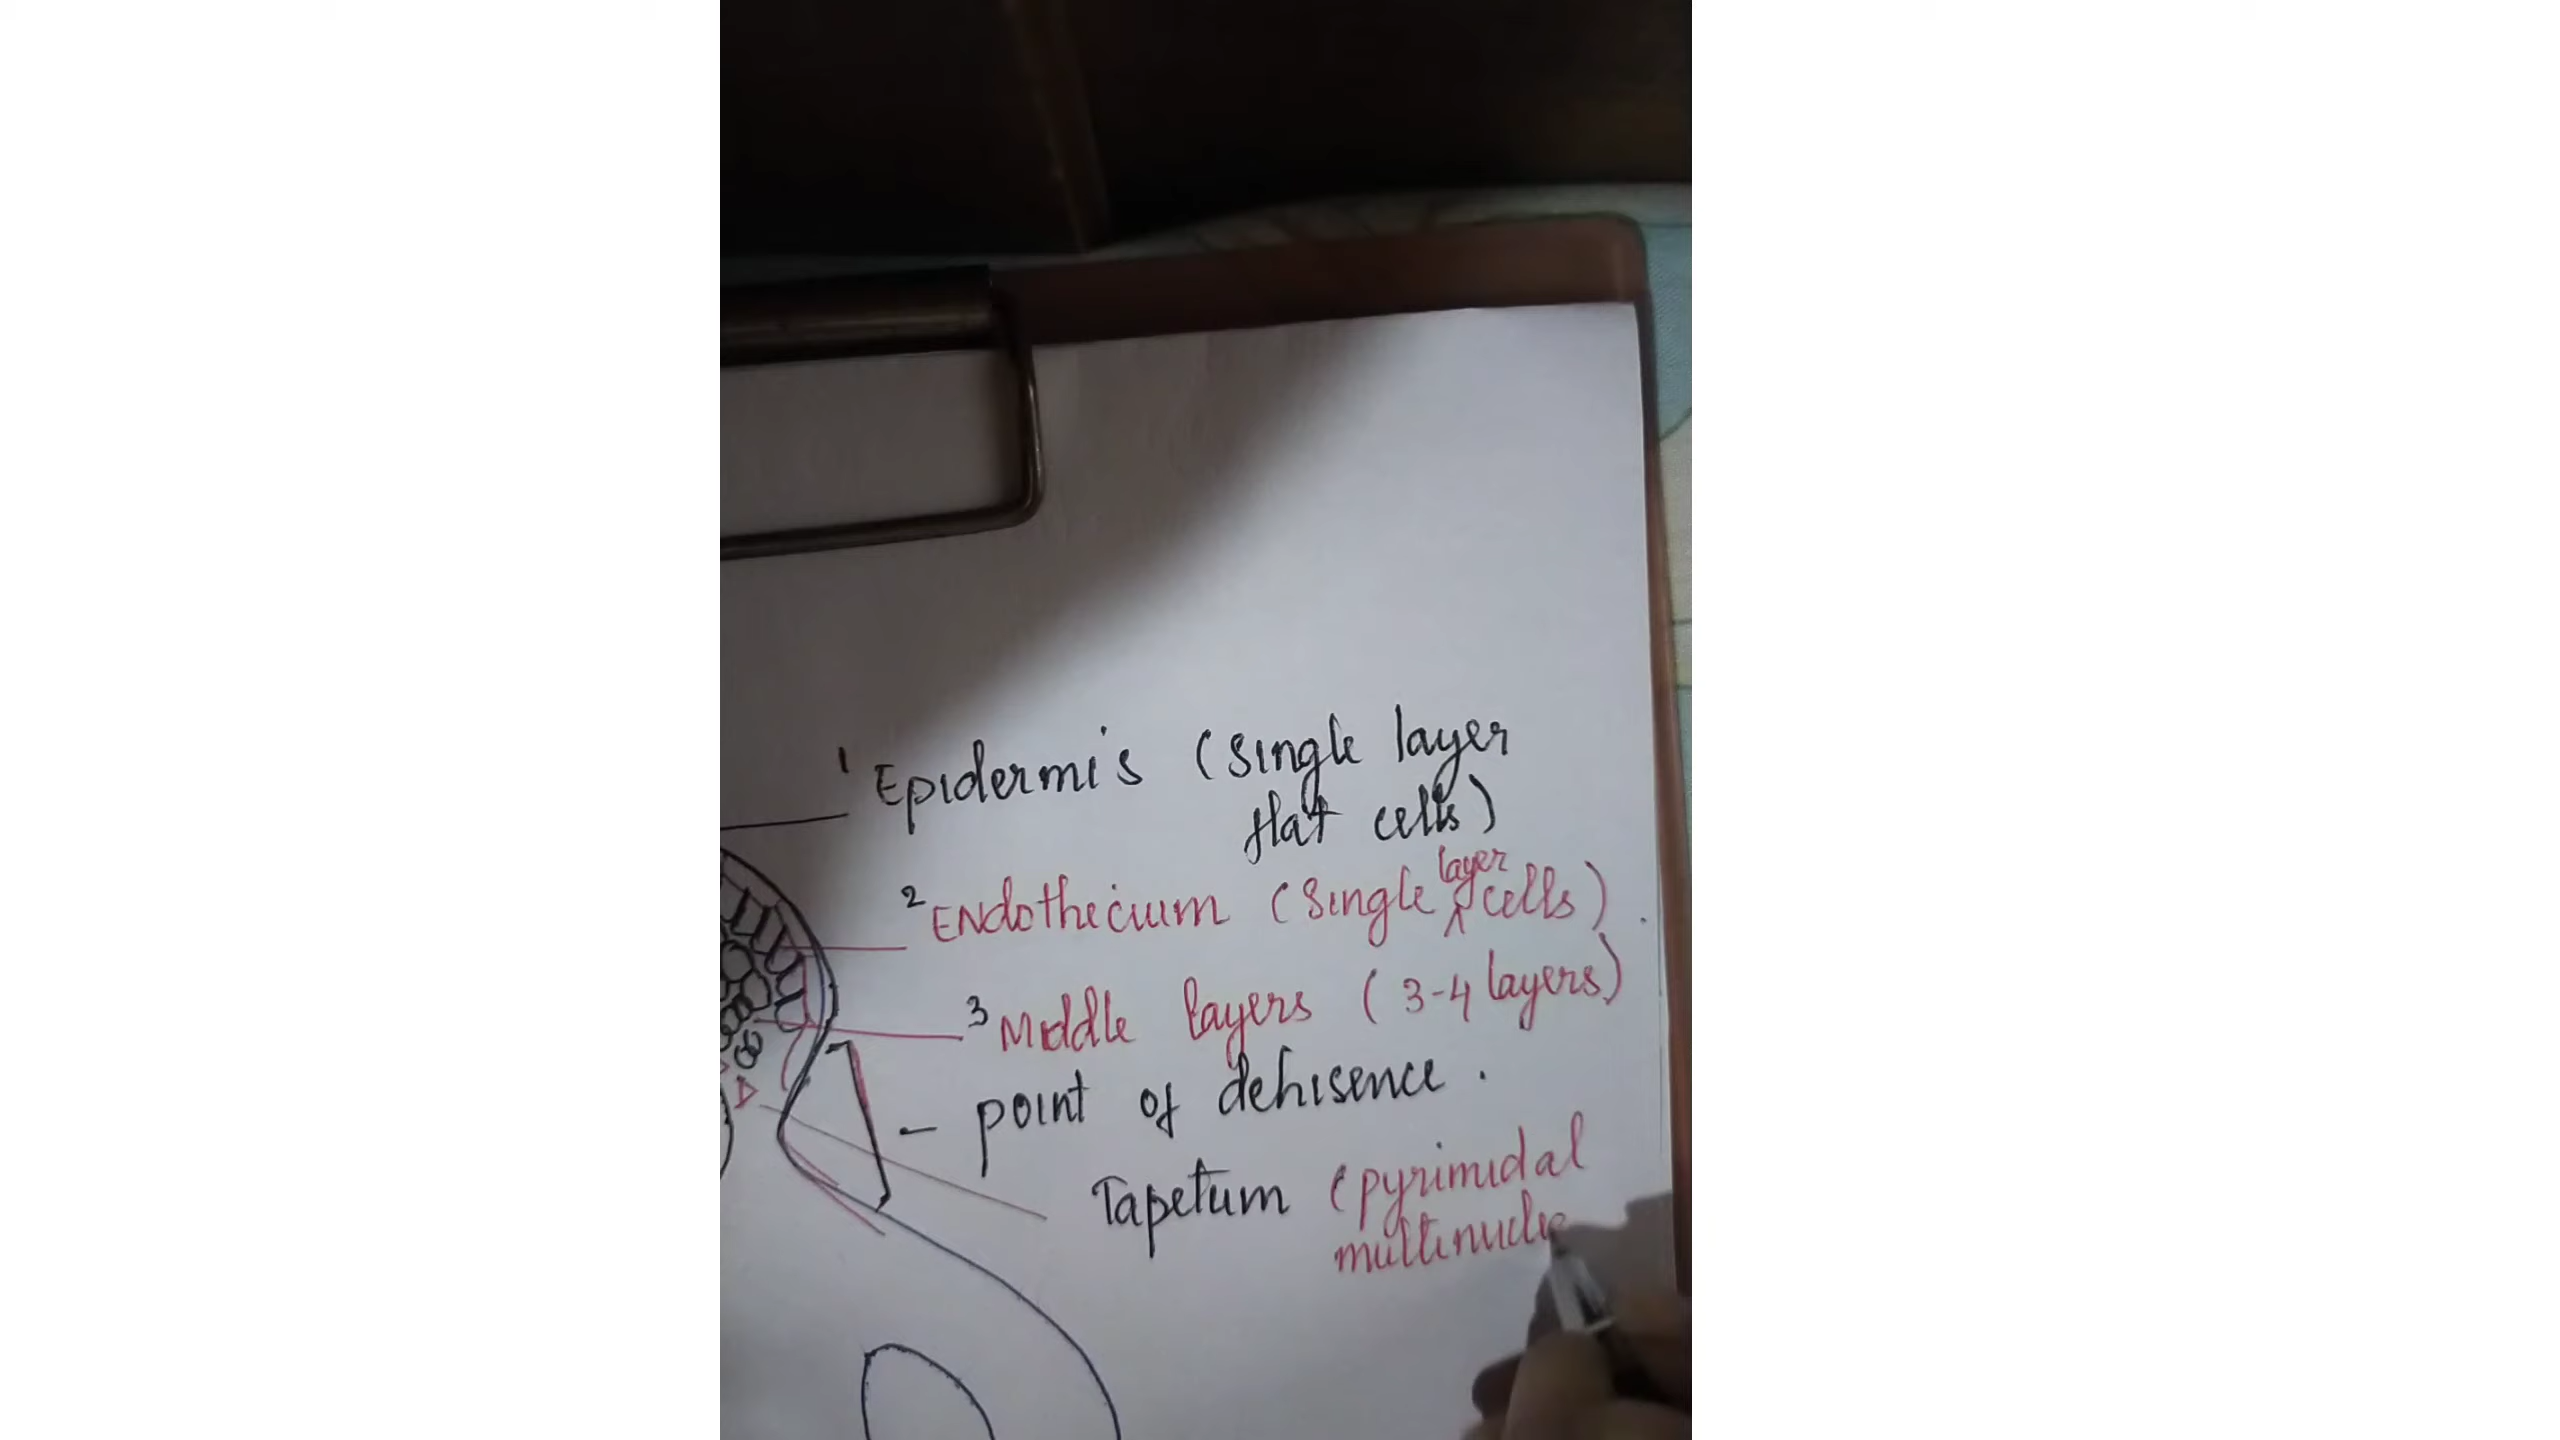 1 Epidermis (single layer
flat cells)
2 Endothecium (single layer cells).
3 Middle layers (3-4 layers)
- point of dehisence.
Tapetum (pyrimidal
multinucle